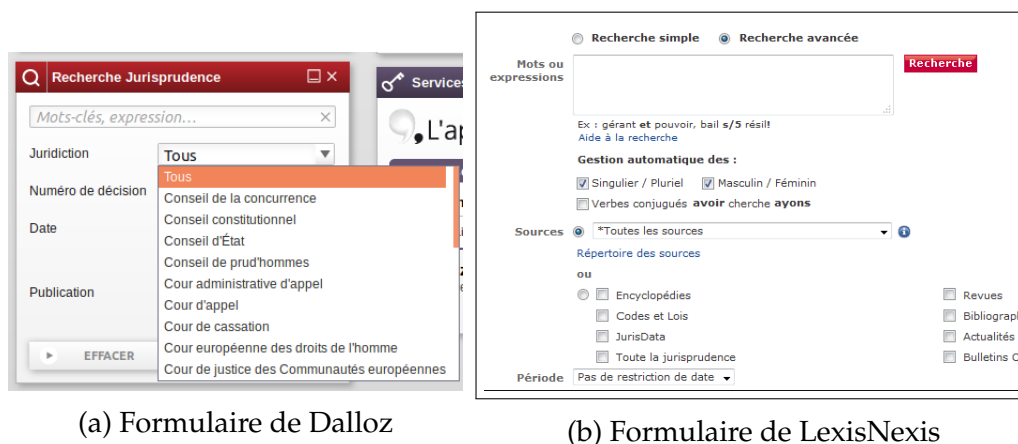 Recherche Jurisprudence
Mots-clés, expression...
Juridiction
Tous
Tous
Conseil de la concurrence
Conseil constitutionnel
Conseil d'État
Conseil de prud'hommes
Cour administrative d'appel
Cour d'appel
Cour de cassation
Cour européenne des droits de l'homme
Cour de justice des Communautés européennes
Numéro de décision
Date
Publication
EFFACER
Services
L'ap
(a) Formulaire de Dalloz
Recherche simple Recherche avancée
Mots ou
expressions
Recherche
Ex : gérant et pouvoir, bail s/5 résil!
Aide à la recherche
Gestion automatique des :
Singulier / Pluriel Masculin / Féminin
Verbes conjugués avoir cherche ayons
Sources *Toutes les sources
Répertoire des sources
ou
Encyclopédies Revues
Codes et Lois Bibliograp
JurisData Actualités
Toute la jurisprudence Bulletins
Période Pas de restriction de date
(b) Formulaire de LexisNexis